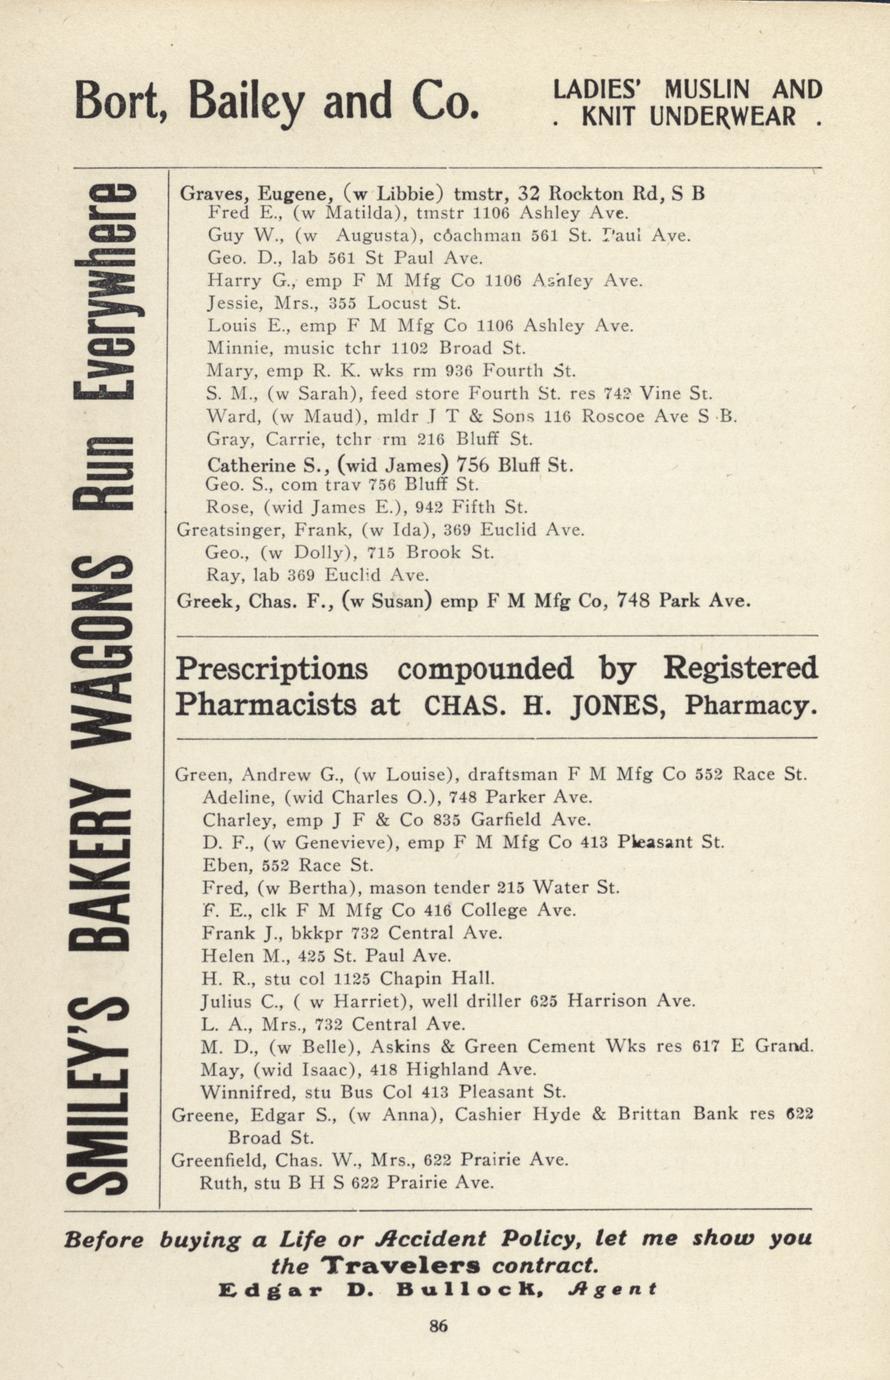 Bort, Bailey and Co.
LADIES' MUSLIN AND
. KNIT UNDERWEAR .
SMILEY'S BAKERY WAGONS Run Everywhere
Graves, Eugene, (w Libbie) tmstr, 32 Rockton Rd, S B
Fred E., (w Matilda), tmstr 1106 Ashley Ave.
Guy W., (w Augusta), coachman 561 St. Paul Ave.
Geo. D., lab 561 St Paul Ave.
Harry G., emp F M Mfg Co 1106 Ashley Ave.
Jessie, Mrs., 355 Locust St.
Louis E., emp F M Mfg Co 1106 Ashley Ave.
Minnie, music tchr 1102 Broad St.
Mary, emp R. K. wks rm 936 Fourth St.
S. M., (w Sarah), feed store Fourth St. res 742 Vine St.
Ward, (w Maud), mldr J T & Sons 116 Roscoe Ave S B.
Gray, Carrie, tchr rm 216 Bluff St.
Catherine S., (wid James) 756 Bluff St.
Geo. S., com trav 756 Bluff St.
Rose, (wid James E.), 942 Fifth St.
Greatsinger, Frank, (w Ida), 369 Euclid Ave.
Geo., (w Dolly), 715 Brook St.
Ray, lab 369 Euclid Ave.
Greek, Chas. F., (w Susan) emp F M Mfg Co, 748 Park Ave.
Prescriptions compounded by Registered
Pharmacists at CHAS. H. JONES, Pharmacy.
Green, Andrew G., (w Louise), draftsman F M Mfg Co 552 Race St.
Adeline, (wid Charles O.), 748 Parker Ave.
Charley, emp J F & Co 835 Garfield Ave.
D. F., (w Genevieve), emp F M Mfg Co 413 Pleasant St.
Eben, 552 Race St.
Fred, (w Bertha), mason tender 215 Water St.
F. E., clk F M Mfg Co 416 College Ave.
Frank J., bkkpr 732 Central Ave.
Helen M., 425 St. Paul Ave.
H. R., stu col 1125 Chapin Hall.
Julius C., ( w Harriet), well driller 625 Harrison Ave.
L. A., Mrs., 732 Central Ave.
M. D., (w Belle), Askins & Green Cement Wks res 617 E Grand.
May, (wid Isaac), 418 Highland Ave.
Winnifred, stu Bus Col 413 Pleasant St.
Greene, Edgar S., (w Anna), Cashier Hyde & Brittan Bank res 622
Broad St.
Greenfield, Chas. W., Mrs., 622 Prairie Ave.
Ruth, stu B H S 622 Prairie Ave.
Before buying a Life or Accident Policy, let me show you
the Travelers contract.
Edgar D. Bullock, Agent
86